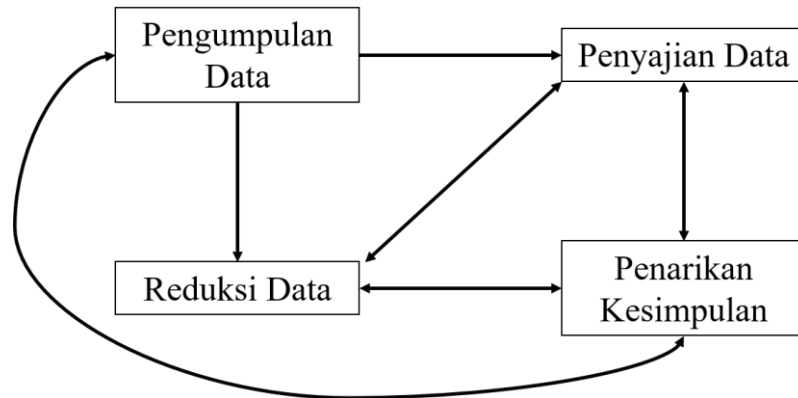 Pengumpulan
Data
Penyajian Data
Reduksi Data
Penarikan
Kesimpulan